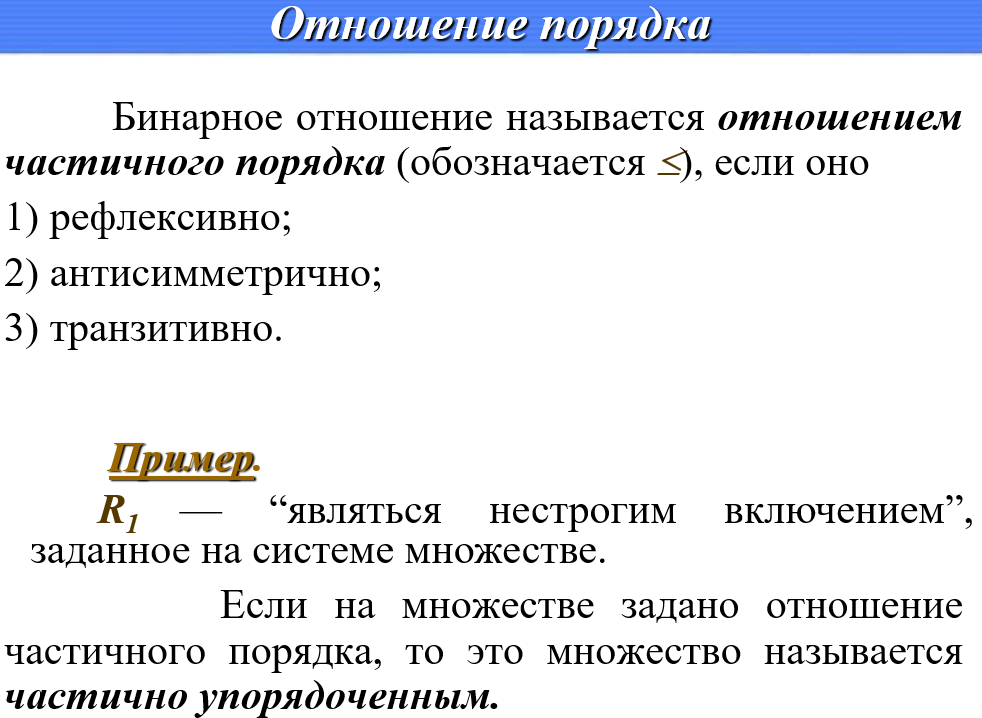 Отношение порядка
Бинарное отношение называется отношением
частичного порядка (обозначается ≤), если оно
1) рефлексивно;
2) антисимметрично;
3) транзитивно.
Пример.
R₁ — “являться нестрогим включением”,
заданное на системе множестве.
Если на множестве задано отношение
частичного порядка, то это множество называется
частично упорядоченным.